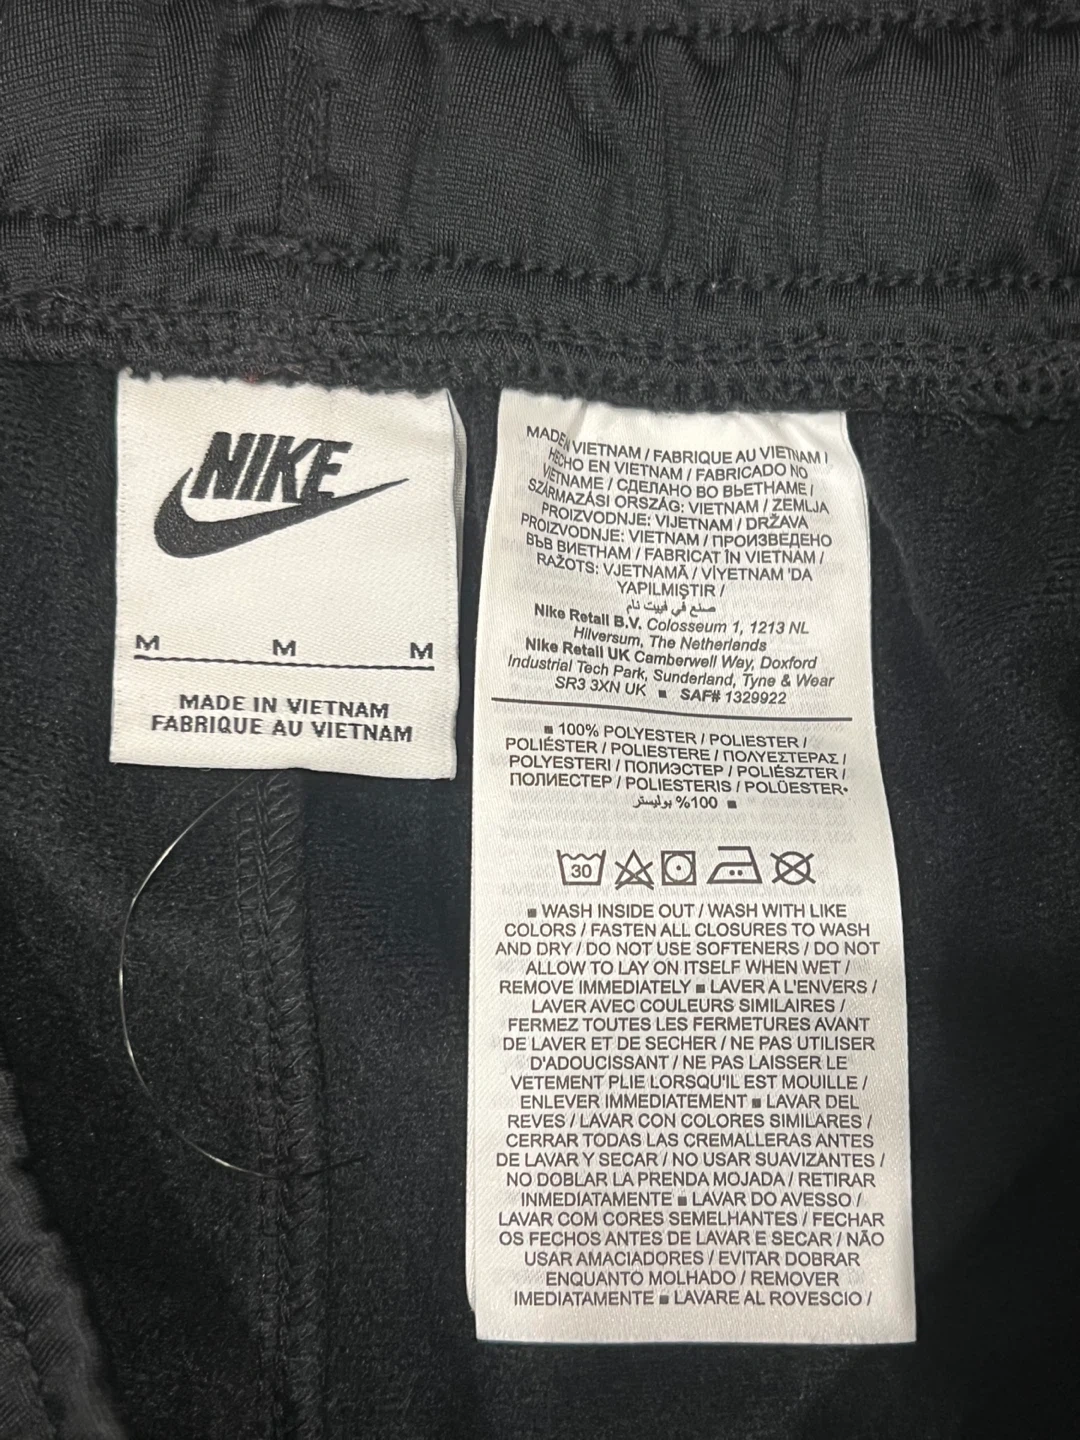 NIKE
M M M
MADE IN VIETNAM
FABRIQUE AU VIETNAM
MADE IN VIETNAM / FABRIQUE AU VIETNAM /
HECHO EN VIETNAM / FABRICADO NO
VIETNAME / СДЕЛАНО ВО ВЬЕТНАМЕ /
SZÁRMAZÁSI ORSZÁG: VIETNAM / ZEMLJA
PROIZVODNJE: VIJETNAM / DRŽAVA
PROIZVODNJE: VIETNAM / ПРОИЗВЕДЕНО
ВЪВ ВИЕТНАМ / FABRICAT ÎN VIETNAM /
RAŽOTS: VJETNAMĀ / VİYETNAM 'DA
YAPILMIŞTIR /
صنع في فييت نام
Nike Retail B.V. Colosseum 1, 1213 NL
Hilversum, The Netherlands
Nike Retail UK Camberwell Way, Doxford
Industrial Tech Park, Sunderland, Tyne & Wear
SR3 3XN UK ■ SAF# 1329922
■ 100% POLYESTER / POLIESTER /
POLIÉSTER / POLIESTERE / ΠΟΛΥΕΣΤΕΡΑΣ /
POLYESTERI / ПОЛИЭСТЕР / POLIÉSZTER /
ПОЛИЕСТЕР / POLIESTERIS / POLÜESTER•
100% بوليستر ■
30
■ WASH INSIDE OUT / WASH WITH LIKE
COLORS / FASTEN ALL CLOSURES TO WASH
AND DRY / DO NOT USE SOFTENERS / DO NOT
ALLOW TO LAY ON ITSELF WHEN WET /
REMOVE IMMEDIATELY ■ LAVER A L'ENVERS /
LAVER AVEC COULEURS SIMILAIRES /
FERMEZ TOUTES LES FERMETURES AVANT
DE LAVER ET DE SECHER / NE PAS UTILISER
D'ADOUCISSANT / NE PAS LAISSER LE
VETEMENT PLIE LORSQU'IL EST MOUILLE /
ENLEVER IMMEDIATEMENT ■ LAVAR DEL
REVES / LAVAR CON COLORES SIMILARES /
CERRAR TODAS LAS CREMALLERAS ANTES
DE LAVAR Y SECAR / NO USAR SUAVIZANTES /
NO DOBLAR LA PRENDA MOJADA / RETIRAR
INMEDIATAMENTE ■ LAVAR DO AVESSO /
LAVAR COM CORES SEMELHANTES / FECHAR
OS FECHOS ANTES DE LAVAR E SECAR / NÃO
USAR AMACIADORES / EVITAR DOBRAR
ENQUANTO MOLHADO / REMOVER
IMEDIATAMENTE ■ LAVARE AL ROVESCIO /